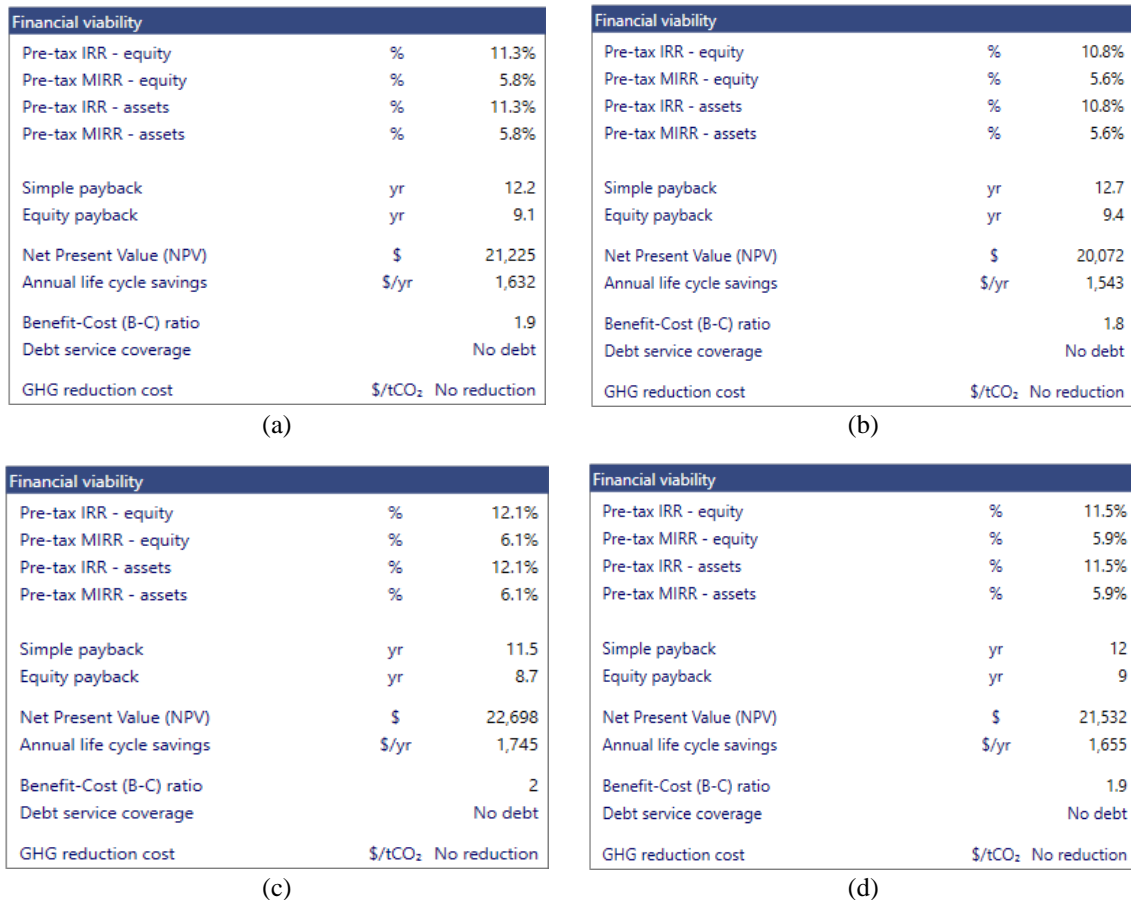 Financial viability
Pre-tax IRR - equity % 11.3%
Pre-tax MIRR - equity % 5.8%
Pre-tax IRR - assets % 11.3%
Pre-tax MIRR - assets % 5.8%
Simple payback yr 12.2
Equity payback yr 9.1
Net Present Value (NPV) $ 21,225
Annual life cycle savings $/yr 1,632
Benefit-Cost (B-C) ratio 1.9
Debt service coverage No debt
GHG reduction cost $/tCO₂ No reduction
(a)
Financial viability
Pre-tax IRR - equity % 10.8%
Pre-tax MIRR - equity % 5.6%
Pre-tax IRR - assets % 10.8%
Pre-tax MIRR - assets % 5.6%
Simple payback yr 12.7
Equity payback yr 9.4
Net Present Value (NPV) $ 20,072
Annual life cycle savings $/yr 1,543
Benefit-Cost (B-C) ratio 1.8
Debt service coverage No debt
GHG reduction cost $/tCO₂ No reduction
(b)
Financial viability
Pre-tax IRR - equity % 12.1%
Pre-tax MIRR - equity % 6.1%
Pre-tax IRR - assets % 12.1%
Pre-tax MIRR - assets % 6.1%
Simple payback yr 11.5
Equity payback yr 8.7
Net Present Value (NPV) $ 22,698
Annual life cycle savings $/yr 1,745
Benefit-Cost (B-C) ratio 2
Debt service coverage No debt
GHG reduction cost $/tCO₂ No reduction
(c)
Financial viability
Pre-tax IRR - equity % 11.5%
Pre-tax MIRR - equity % 5.9%
Pre-tax IRR - assets % 11.5%
Pre-tax MIRR - assets % 5.9%
Simple payback yr 12
Equity payback yr 9
Net Present Value (NPV) $ 21,532
Annual life cycle savings $/yr 1,655
Benefit-Cost (B-C) ratio 1.9
Debt service coverage No debt
GHG reduction cost $/tCO₂ No reduction
(d)